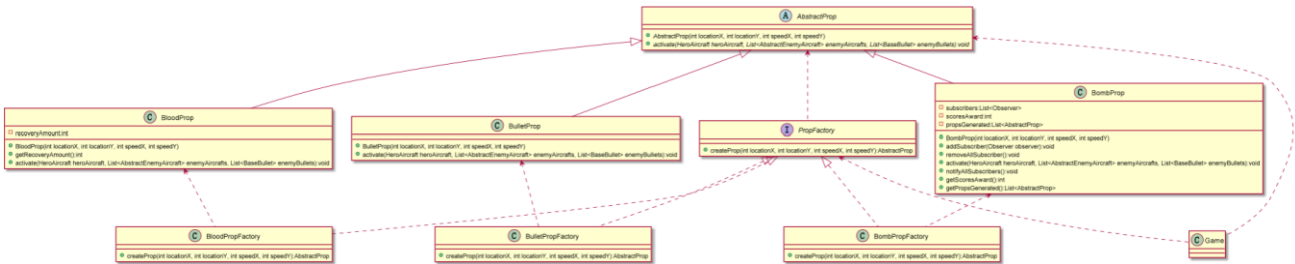 A AbstractProp
AbstractProp(int locationX, int locationY, int speedX, int speedY)
activate(HeroAircraft heroAircraft, List<AbstractEnemyAircraft> enemyAircrafts, List<BaseBullet> enemyBullets):void
C BloodProp
recoveryAmount:int
BloodProp(int locationX, int locationY, int speedX, int speedY)
getRecoveryAmount():int
activate(HeroAircraft heroAircraft, List<AbstractEnemyAircraft> enemyAircrafts, List<BaseBullet> enemyBullets):void
C BulletProp
BulletProp(int locationX, int locationY, int speedX, int speedY)
activate(HeroAircraft heroAircraft, List<AbstractEnemyAircraft> enemyAircrafts, List<BaseBullet> enemyBullets):void
I PropFactory
createProp(int locationX, int locationY, int speedX, int speedY):AbstractProp
C BombProp
subscribers:List<Observer>
scoresAward:int
propsGenerated:List<AbstractProp>
BombProp(int locationX, int locationY, int speedX, int speedY)
addSubscriber(Observer observer):void
removeAllSubscriber():void
activate(HeroAircraft heroAircraft, List<AbstractEnemyAircraft> enemyAircrafts, List<BaseBullet> enemyBullets):void
notifyAllSubscribers():void
getScoresAward():int
getPropsGenerated():List<AbstractProp>
C BloodPropFactory
createProp(int locationX, int locationY, int speedX, int speedY):AbstractProp
C BulletPropFactory
createProp(int locationX, int locationY, int speedX, int speedY):AbstractProp
C BombPropFactory
createProp(int locationX, int locationY, int speedX, int speedY):AbstractProp
C Game